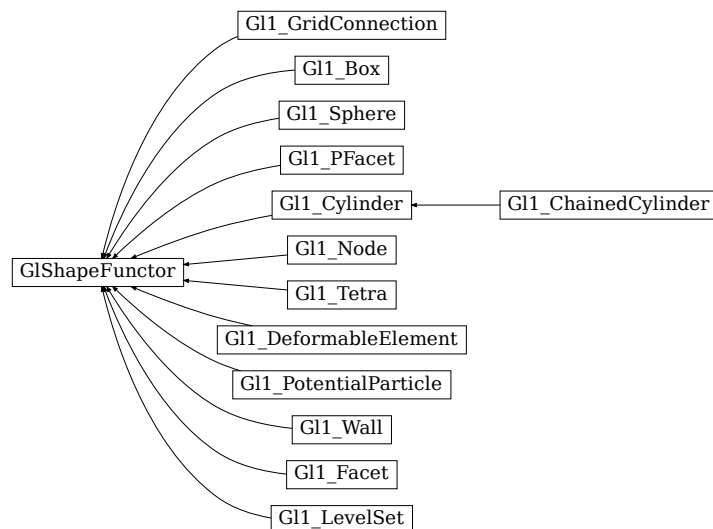 Gl1_GridConnection
Gl1_Box
Gl1_Sphere
Gl1_PFacet
Gl1_Cylinder
Gl1_ChainedCylinder
Gl1_Node
GlShapeFunctor
Gl1_Tetra
Gl1_DeformableElement
Gl1_PotentialParticle
Gl1_Wall
Gl1_Facet
Gl1_LevelSet